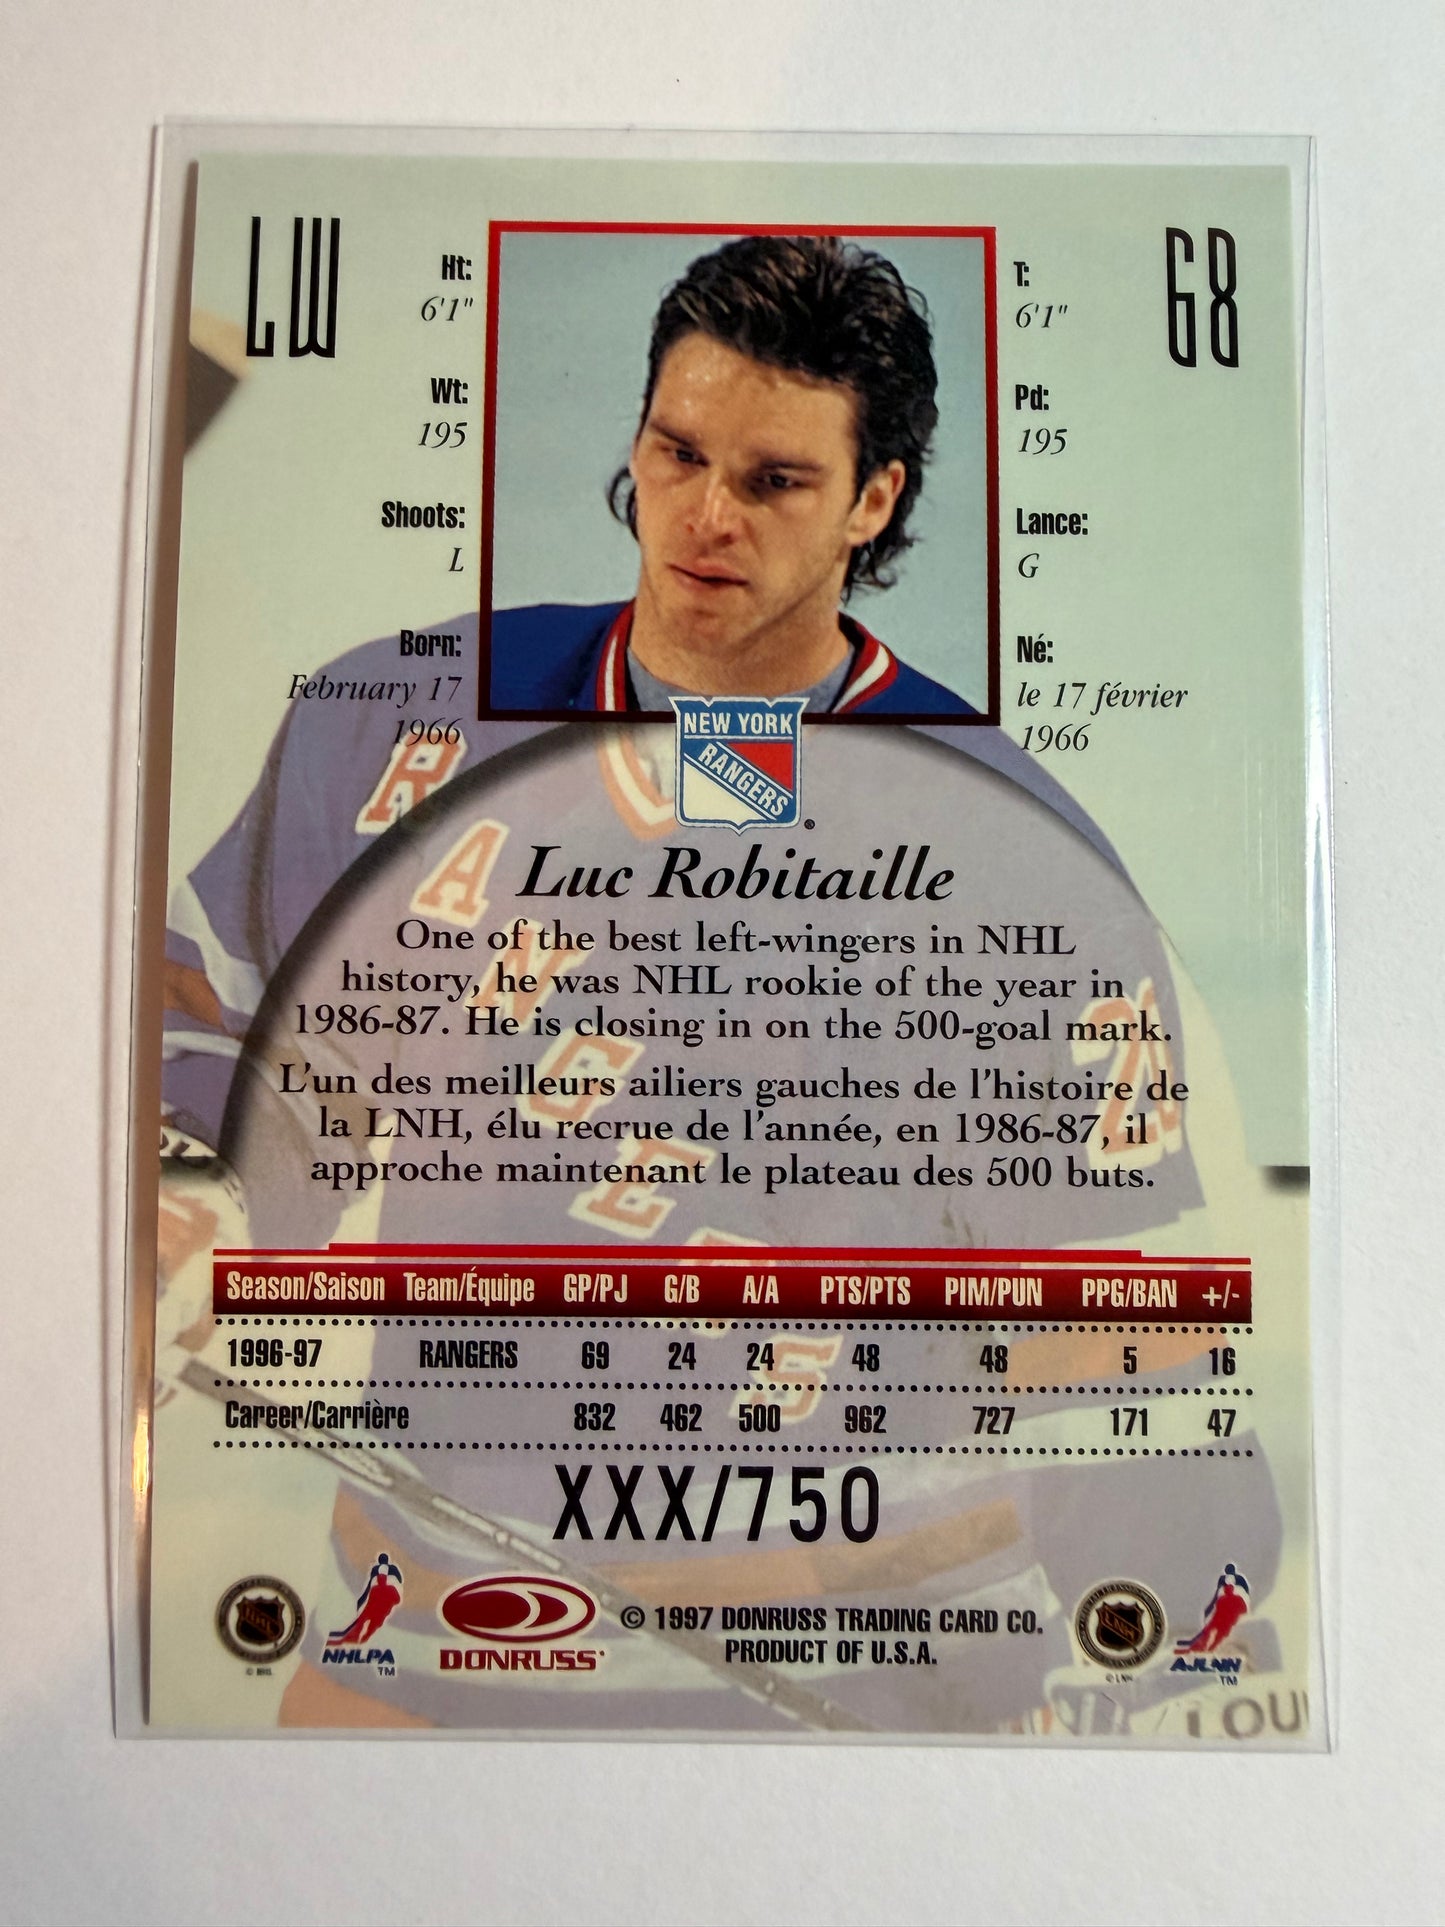 LW
68
Ht:
6'1"
Wt:
195
Shoots:
L
Born:
February 17
1966
T:
6'1"
Pd:
195
Lance:
G
Né:
le 17 février
1966
NEW YORK
RANGERS
Luc Robitaille
One of the best left-wingers in NHL
history, he was NHL rookie of the year in
1986-87. He is closing in on the 500-goal mark.
L'un des meilleurs ailiers gauches de l'histoire de
la LNH, élu recrue de l'année, en 1986-87, il
approche maintenant le plateau des 500 buts.
Season/Saison Team/Équipe GP/PJ G/B A/A PTS/PTS PIM/PUN PPG/BAN +/-
1996-97 RANGERS 69 24 24 48 48 5 16
Career/Carrière 832 462 500 962 727 171 47
XXX/750
NHLPA
TM
DONRUSS
© 1997 DONRUSS TRADING CARD CO.
PRODUCT OF U.S.A.
LNH
TM
RANGERS